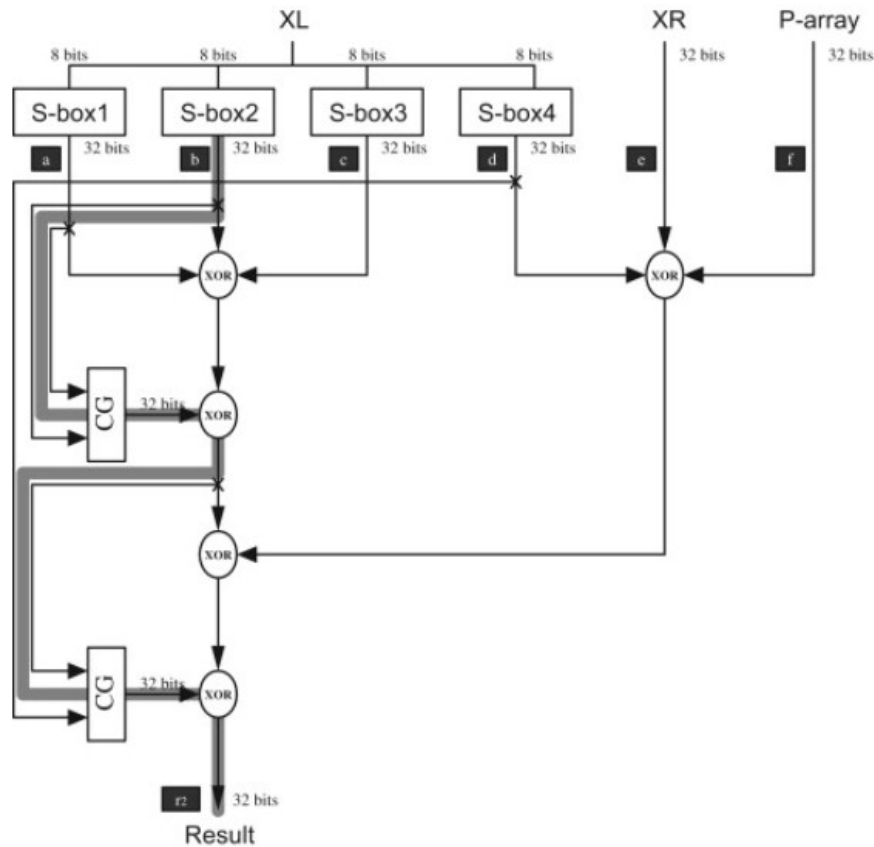 XL XR P-array
8 bits 8 bits 8 bits 8 bits 32 bits 32 bits
S-box1 S-box2 S-box3 S-box4
a 32 bits b 32 bits c 32 bits d 32 bits e f
XOR XOR
CG 32 bits XOR
XOR
CG 32 bits XOR
r2 32 bits
Result